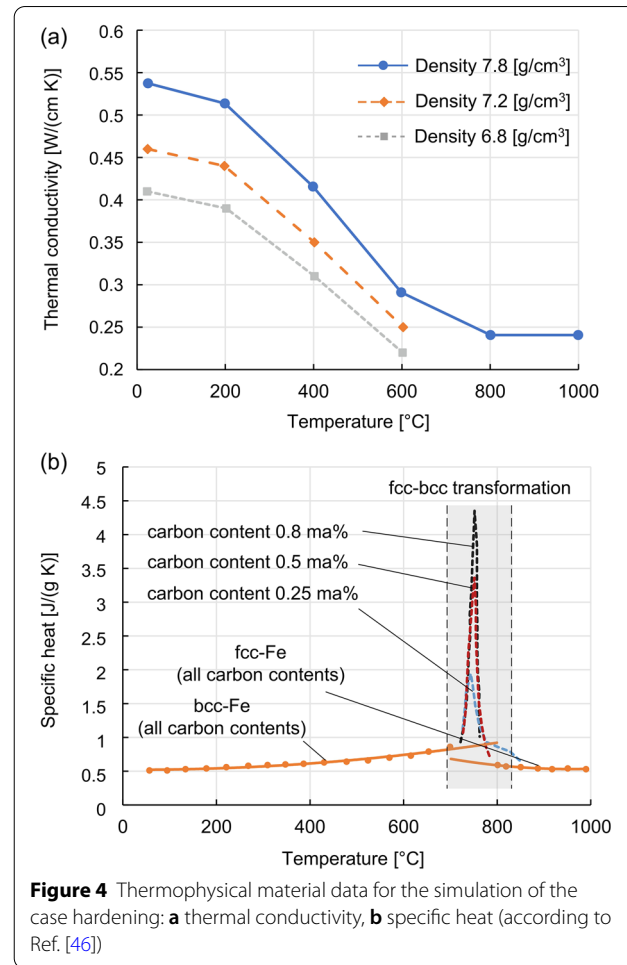 (a)
0.6
0.55
0.5
0.45
0.4
0.35
0.3
0.25
0.2
Thermal conductivity [W/(cm K)]
Density 7.8 [g/cm³]
Density 7.2 [g/cm³]
Density 6.8 [g/cm³]
0 200 400 600 800 1000
Temperature [°C]
(b)
5
4.5
4
3.5
3
2.5
2
1.5
1
0.5
0
Specific heat [J/(g K)]
fcc-bcc transformation
carbon content 0.8 ma%
carbon content 0.5 ma%
carbon content 0.25 ma%
fcc-Fe
(all carbon contents)
bcc-Fe
(all carbon contents)
0 200 400 600 800 1000
Temperature [°C]
Figure 4 Thermophysical material data for the simulation of the
case hardening: a thermal conductivity, b specific heat (according to
Ref. [46])